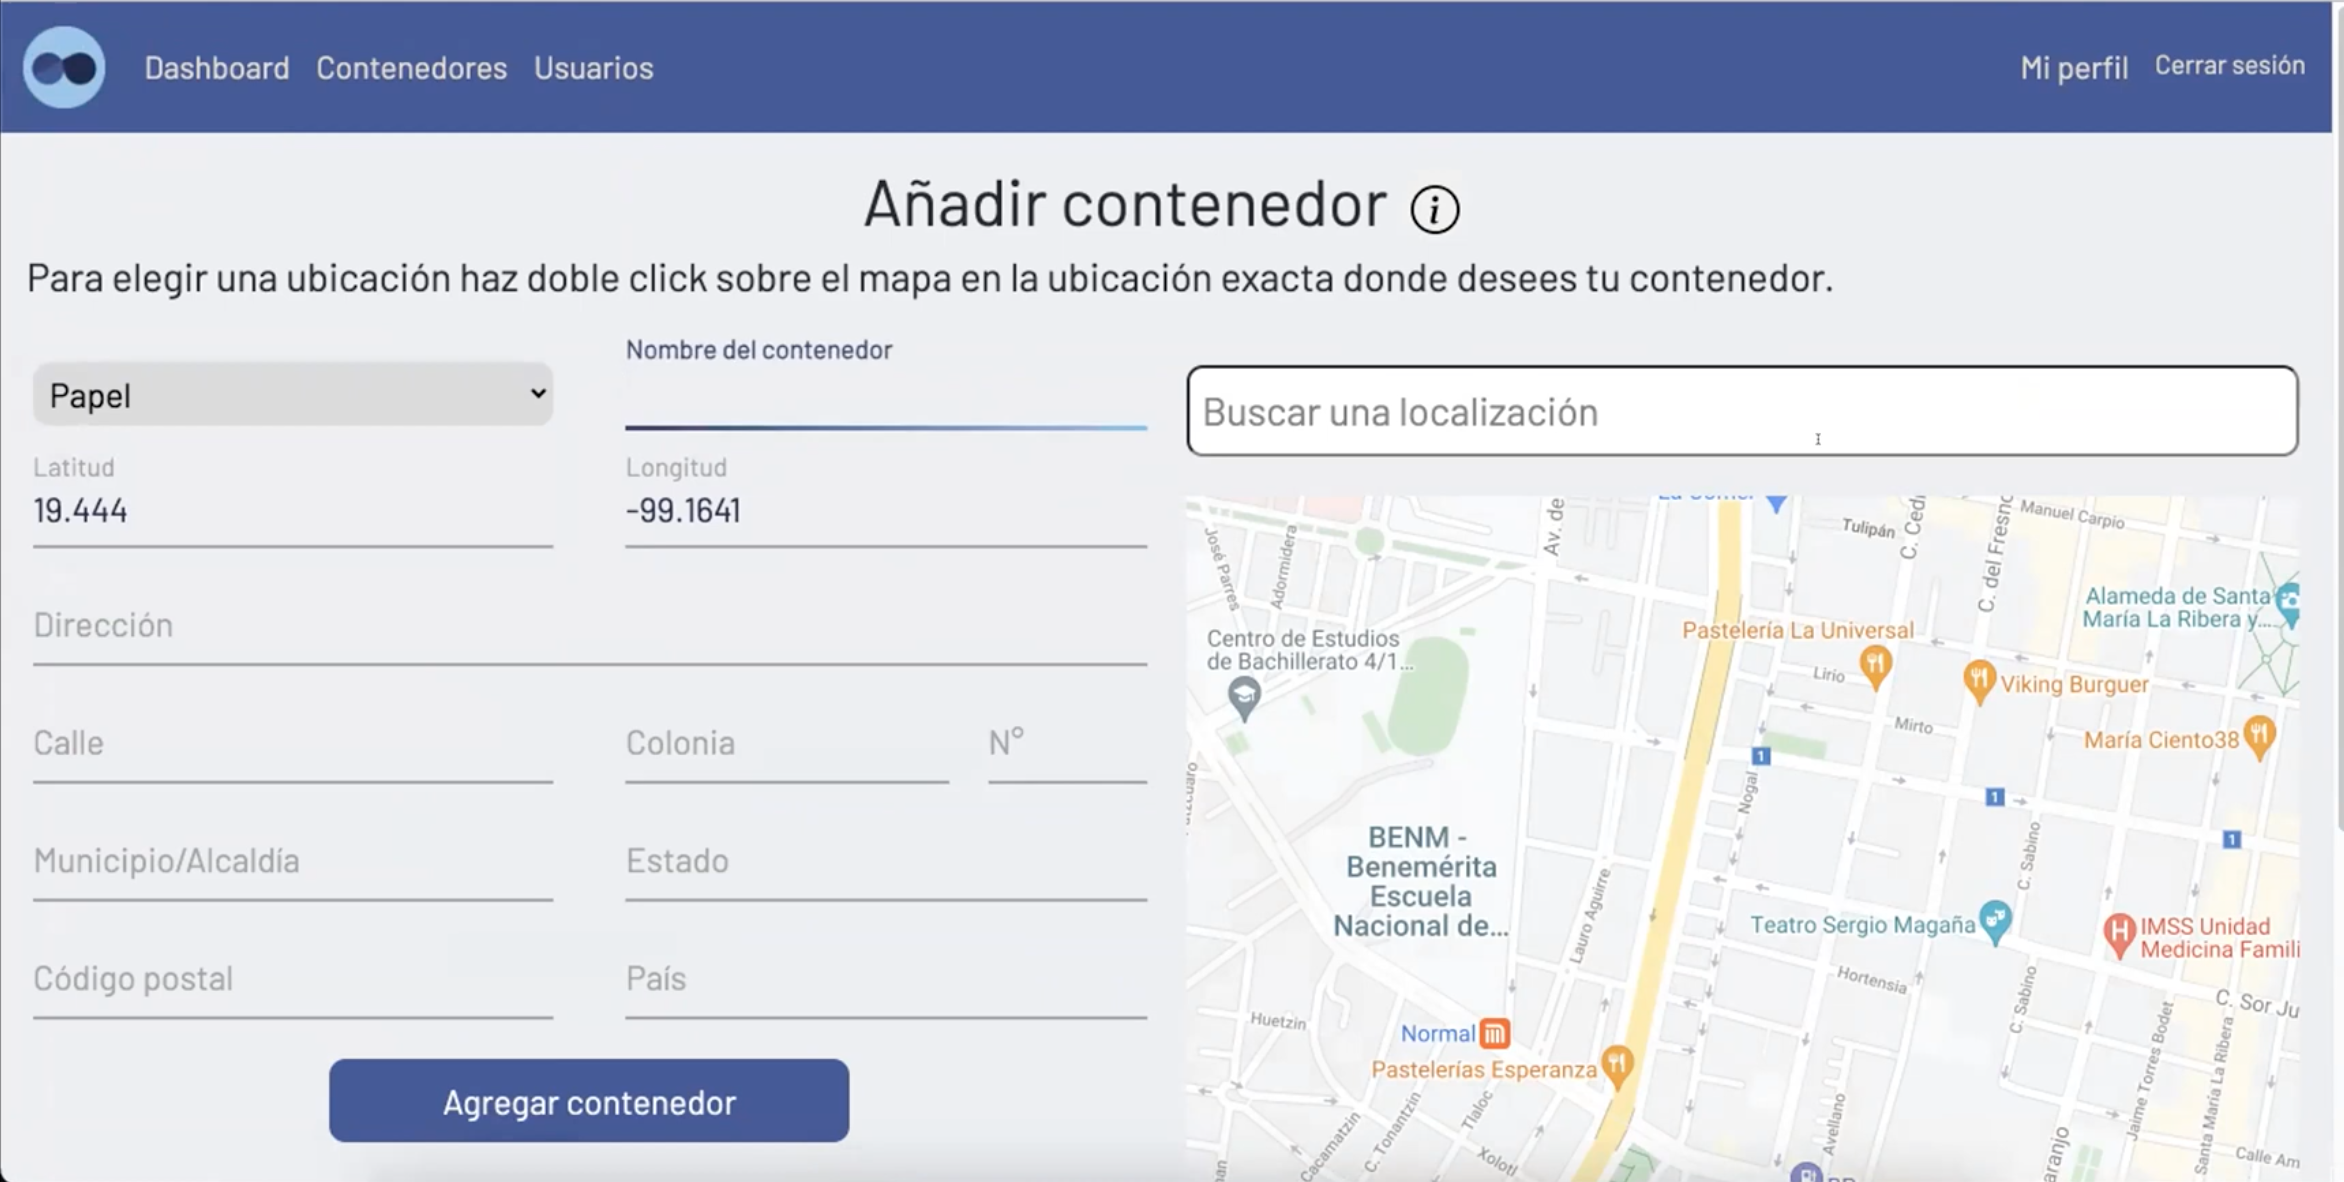 Dashboard Contenedores Usuarios
Mi perfil Cerrar sesión
Añadir contenedor i
Para elegir una ubicación haz doble click sobre el mapa en la ubicación exacta donde desees tu contenedor.
Papel
Nombre del contenedor
Latitud
19.444
Longitud
-99.1641
Dirección
Calle
Colonia
N°
Municipio/Alcaldía
Estado
Código postal
País
Agregar contenedor
Buscar una localización
José Parres
Adormidera
Av. de
Tulipán
C. Cedr
C. del Fresno
Manuel Carpio
Alameda de Santa
María La Ribera y...
Centro de Estudios
de Bachillerato 4/1...
Pastelería La Universal
Lirio
Viking Burguer
Mirto
María Ciento38
1
Nogal
1
1
BENM -
Benemérita
Escuela
Nacional de...
Lauro Aguirre
C. Sabino
Teatro Sergio Magaña
IMSS Unidad
Medicina Famili
Hortensia
C. Sabino
C. Sor Ju
Huetzin
Normal
Pastelerías Esperanza
Cacamatzin
C. Tonantzin
Tlaloc
Xolotl
Avellano
aranjo
Jaime Torres Bodet
Santa María La Ribera
Calle Am